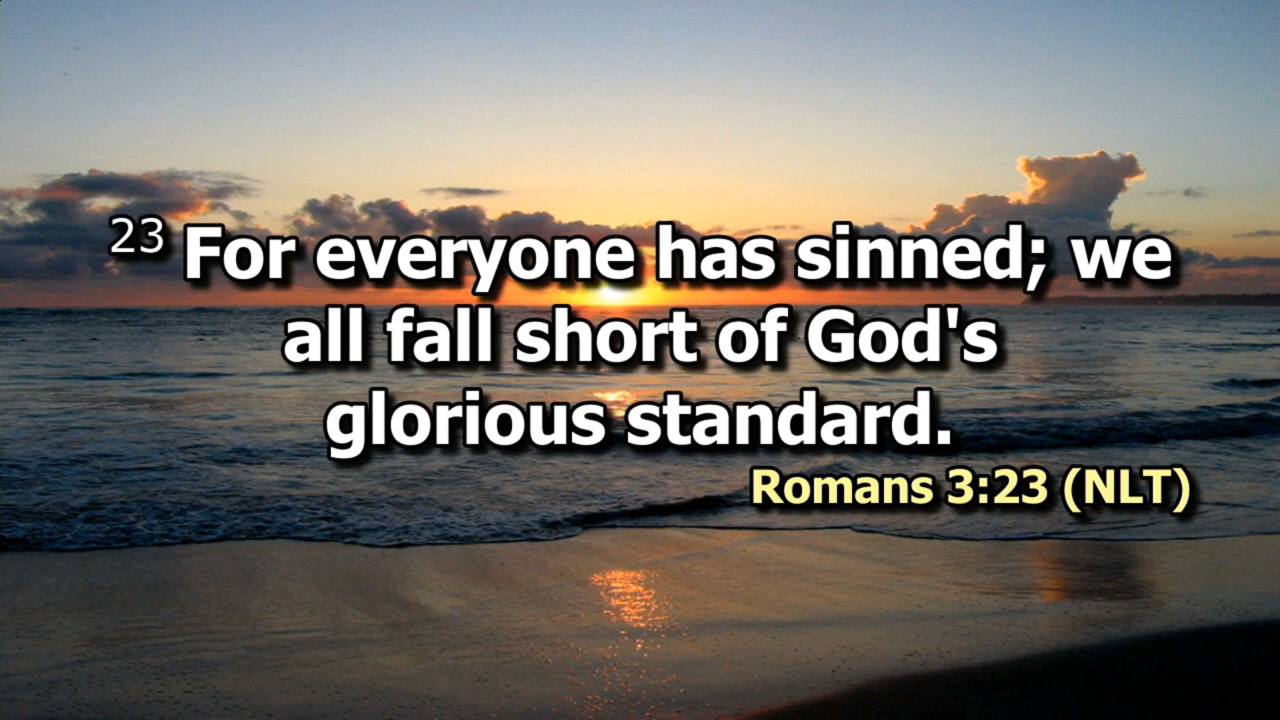 23 For everyone has sinned; we
all fall short of God's
glorious standard.
Romans 3:23 (NLT)